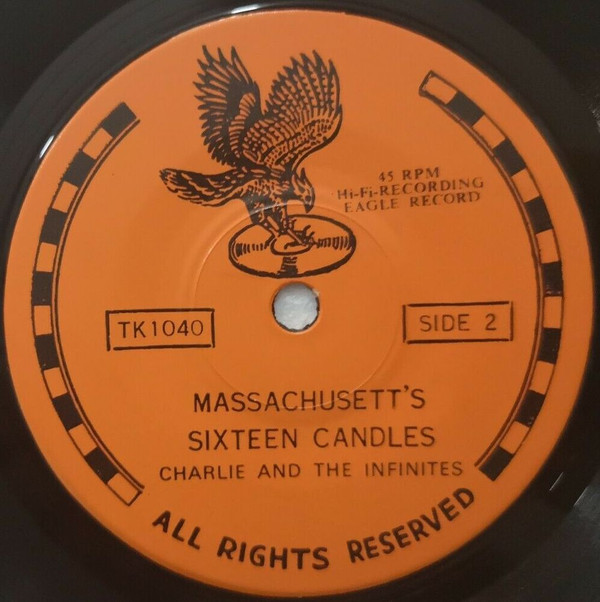 45 RPM
Hi-Fi-RECORDING
EAGLE RECORD
TK1040
SIDE 2
MASSACHUSETT'S
SIXTEEN CANDLES
CHARLIE AND THE INFINITES
ALL RIGHTS RESERVED